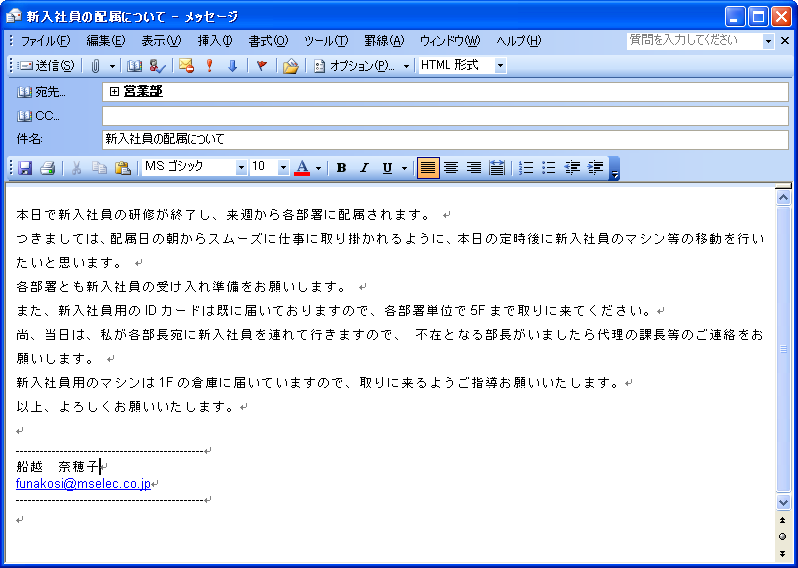 新入社員の配属について - メッセージ
ファイル(F) 編集(E) 表示(V) 挿入(I) 書式(O) ツール(T) 罫線(A) ウィンドウ(W) ヘルプ(H) 質問を入力してください
送信(S) オプション(P)... HTML 形式
宛先... 営業部
CC...
件名: 新入社員の配属について
MS ゴシック 10 A B I U
本日で新入社員の研修が終了し、来週から各部署に配属されます。
つきましては、配属日の朝からスムーズに仕事に取り掛かれるように、本日の定時後に新入社員のマシン等の移動を行い
たいと思います。
各部署とも新入社員の受け入れ準備をお願いします。
また、新入社員用のIDカードは既に届いておりますので、各部署単位で5Fまで取りに来てください。
尚、当日は、私が各部長宛に新入社員を連れて行きますので、 不在となる部長がいましたら代理の課長等のご連絡をお
願いします。
新入社員用のマシンは1Fの倉庫に届いていますので、取りに来るようご指導お願いいたします。
以上、よろしくお願いいたします。
-----------------------------------------------
船越 奈穂子
funakosi@mselec.co.jp
-----------------------------------------------